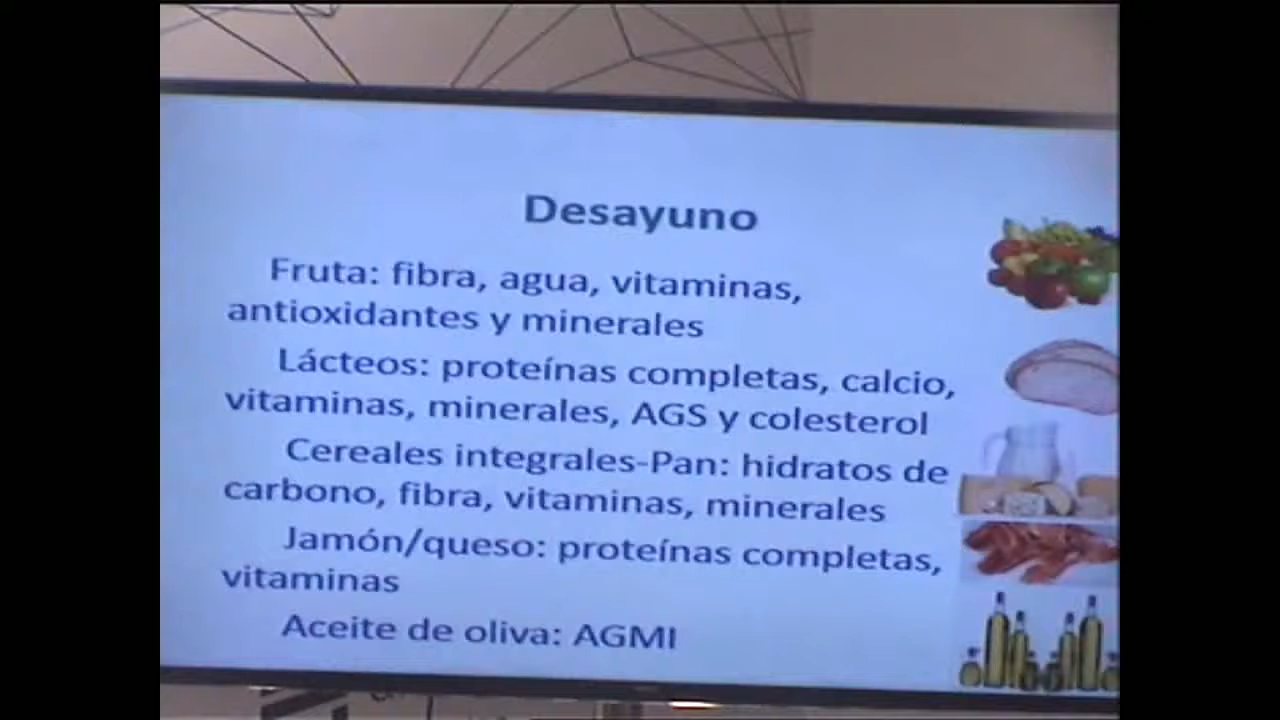 Desayuno
Fruta: fibra, agua, vitaminas,
antioxidantes y minerales
Lácteos: proteínas completas, calcio,
vitaminas, minerales, AGS y colesterol
Cereales integrales-Pan: hidratos de
carbono, fibra, vitaminas, minerales
Jamón/queso: proteínas completas,
vitaminas
Aceite de oliva: AGMI